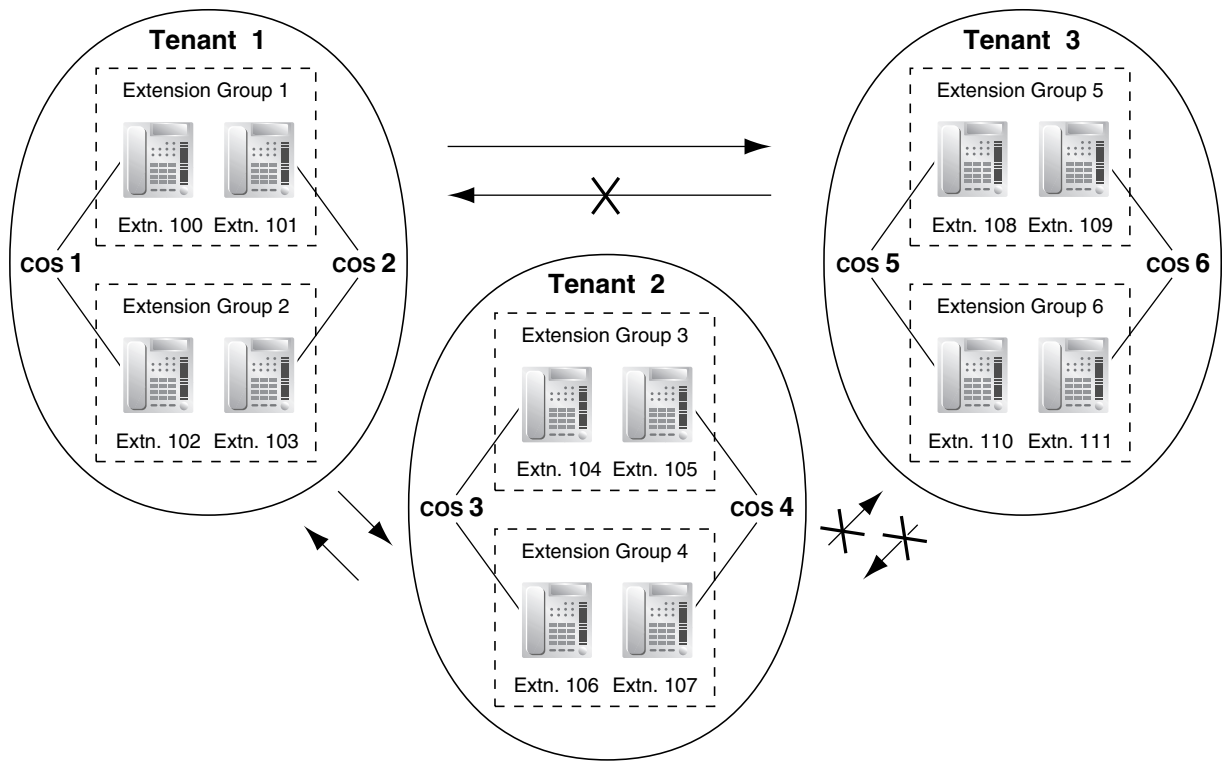 Tenant 1
Extension Group 1
Extn. 100 Extn. 101
COS 1
COS 2
Extension Group 2
Extn. 102 Extn. 103
Tenant 2
Extension Group 3
Extn. 104 Extn. 105
COS 3
COS 4
Extension Group 4
Extn. 106 Extn. 107
Tenant 3
Extension Group 5
Extn. 108 Extn. 109
COS 5
COS 6
Extension Group 6
Extn. 110 Extn. 111